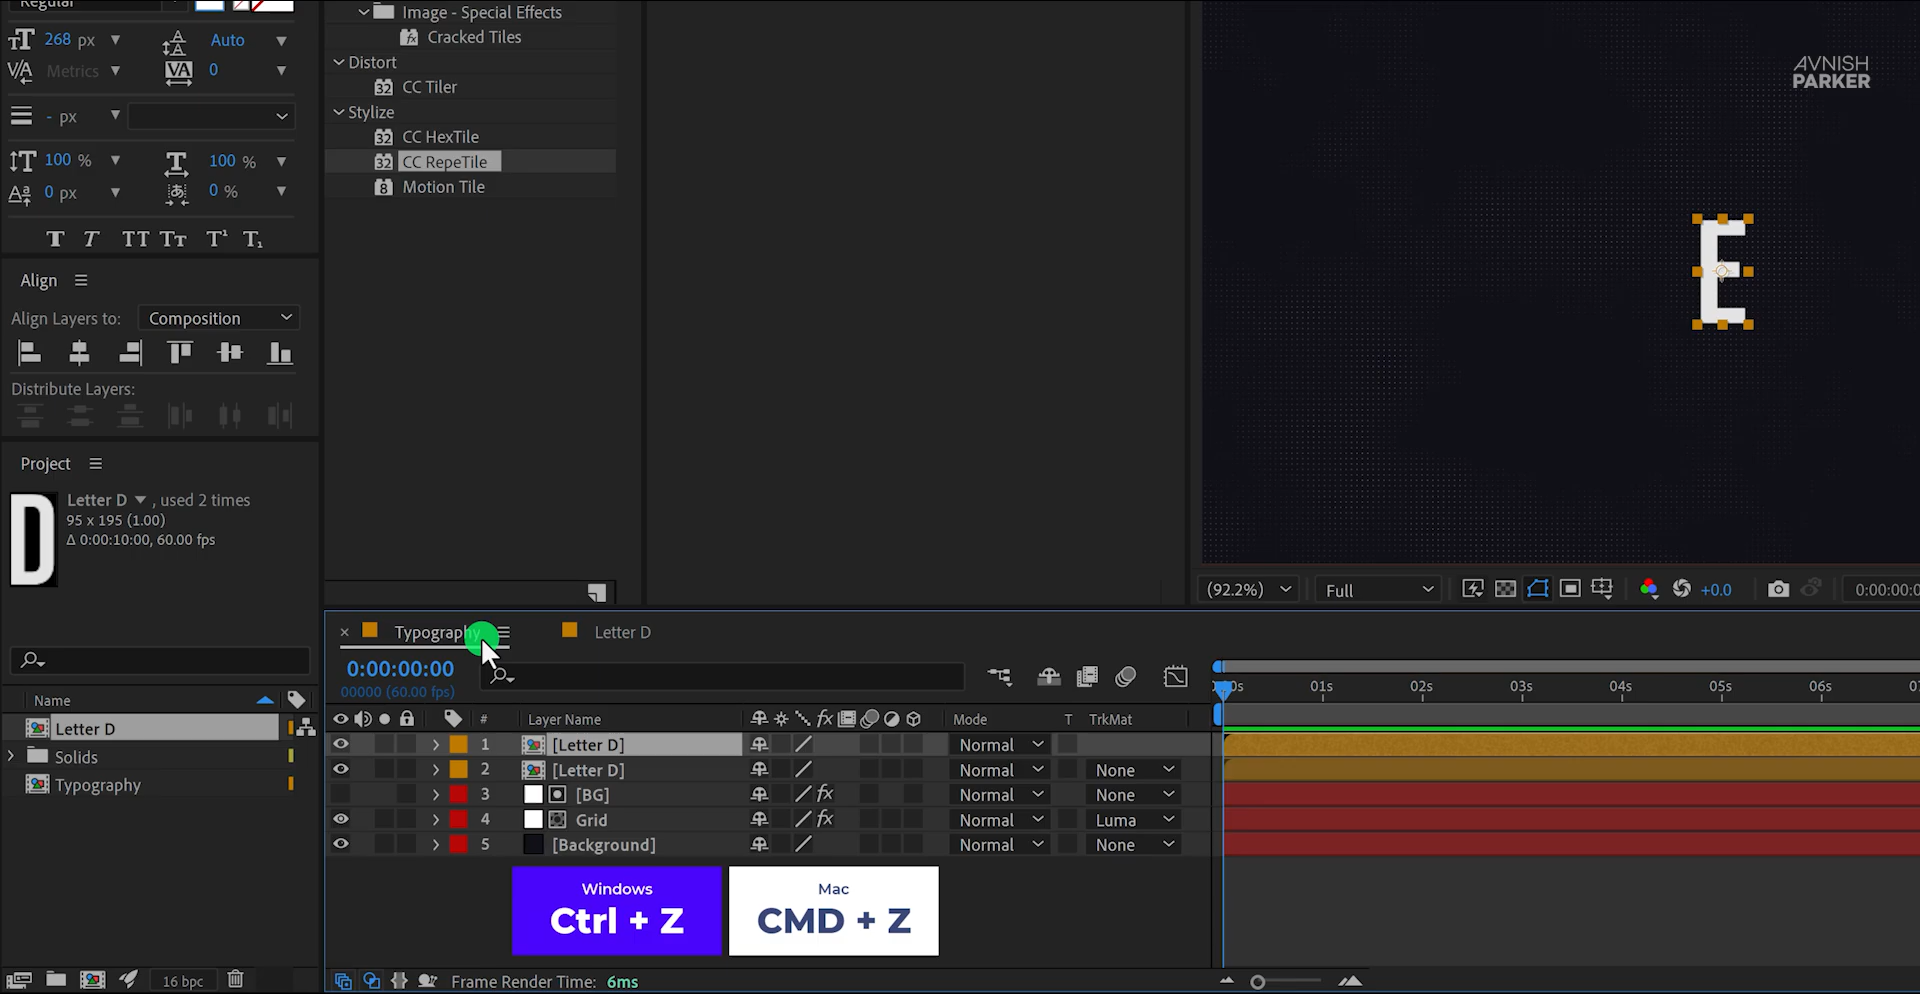 Regular
268 px
Auto
Metrics
0
- px
100 %
100 %
0 px
0 %
T T TT Tт T¹ T₁
Align
Align Layers to:
Composition
Distribute Layers:
Project
Letter D , used 2 times
95 x 195 (1.00)
Δ 0:00:10:00, 60.00 fps
Name
Letter D
Solids
Typography
16 bpc
Image - Special Effects
Cracked Tiles
Distort
CC Tiler
Stylize
CC HexTile
CC RepeTile
Motion Tile
AVNISH
PARKER
E
(92.2%)
Full
+0.0
Typography
Letter D
0:00:00:00
00000 (60.00 fps)
01s 02s 03s 04s 05s 06s
# Layer Name Mode T TrkMat
1 [Letter D] Normal
2 [Letter D] Normal None
3 [BG] Normal None
4 Grid Normal Luma
5 [Background] Normal None
Windows
Ctrl + Z
Mac
CMD + Z
Frame Render Time: 6ms